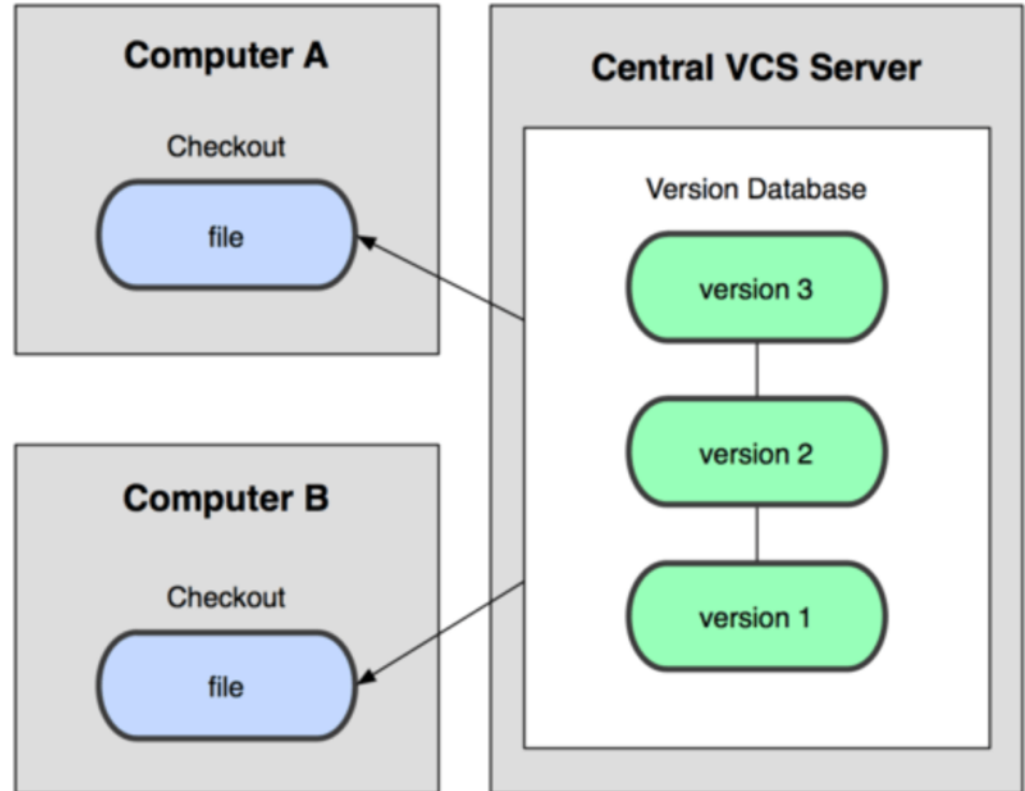 Computer A
Checkout
file
Computer B
Checkout
file
Central VCS Server
Version Database
version 3
version 2
version 1